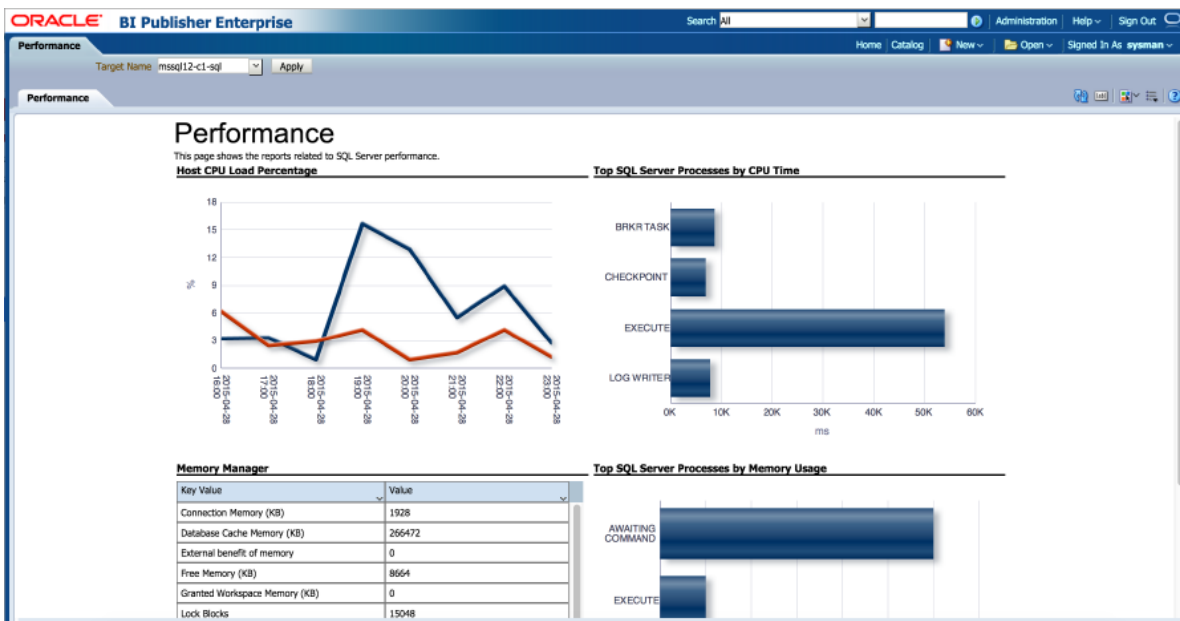 ORACLE BI Publisher Enterprise
Search All
Administration Help Sign Out
Performance
Home Catalog New Open Signed In As sysman
Target Name mssql12-c1-sql Apply
Performance
Performance
This page shows the reports related to SQL Server performance.
Host CPU Load Percentage
18
15
12
9
6
3
0
%
2015-04-28 16:00
2015-04-28 17:00
2015-04-28 18:00
2015-04-28 19:00
2015-04-28 20:00
2015-04-28 21:00
2015-04-28 22:00
2015-04-28 23:00
Top SQL Server Processes by CPU Time
BRKR TASK
CHECKPOINT
EXECUTE
LOG WRITER
0K 10K 20K 30K 40K 50K 60K
ms
Memory Manager
Key Value Value
Connection Memory (KB) 1928
Database Cache Memory (KB) 266472
External benefit of memory 0
Free Memory (KB) 8664
Granted Workspace Memory (KB) 0
Lock Blocks 15048
Top SQL Server Processes by Memory Usage
AWAITING
COMMAND
EXECUTE